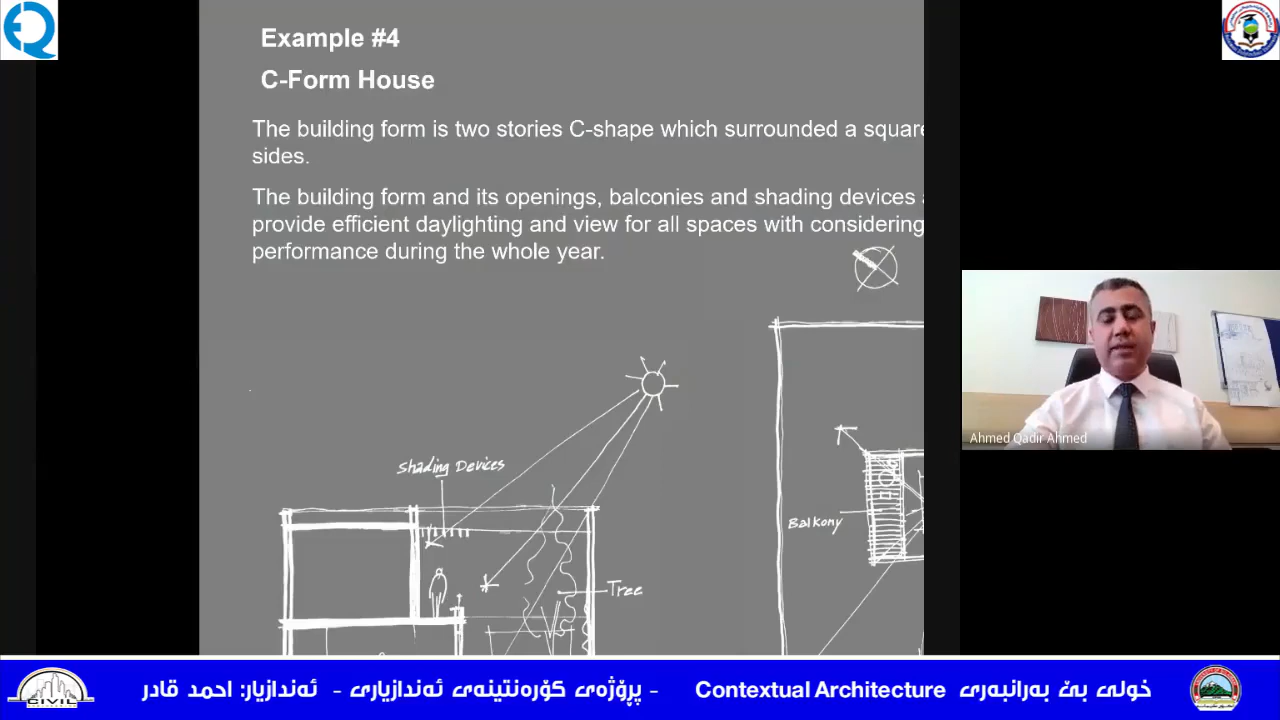 Example #4
C-Form House
The building form is two stories C-shape which surrounded a square
sides.
The building form and its openings, balconies and shading devices
provide efficient daylighting and view for all spaces with considering
performance during the whole year.
Shading Devices
Balkony
Tree
Ahmed Qadir Ahmed
خولی بێ بەرانبەری Contextual Architecture - پڕۆژەی کۆرەنتینەی ئەندازیاری - ئەندازیار: احمد قادر
CIVIL